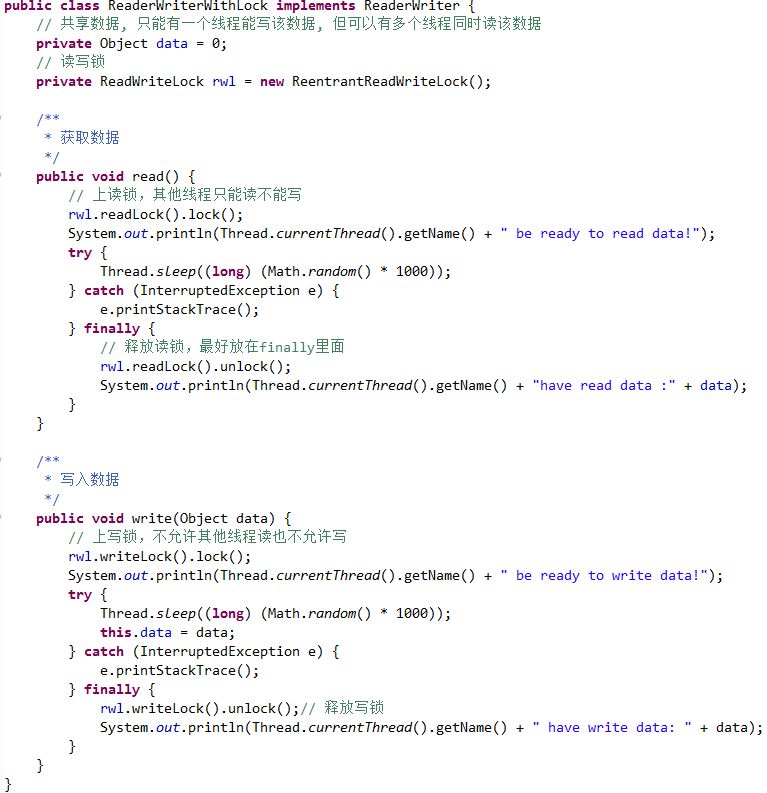 public class ReaderWriterWithLock implements ReaderWriter {
// 共享数据, 只能有一个线程能写该数据, 但可以有多个线程同时读该数据
private Object data = 0;
// 读写锁
private ReadWriteLock rwl = new ReentrantReadWriteLock();
/**
* 获取数据
*/
public void read() {
// 上读锁，其他线程只能读不能写
rwl.readLock().lock();
System.out.println(Thread.currentThread().getName() + " be ready to read data!");
try {
Thread.sleep((long) (Math.random() * 1000));
} catch (InterruptedException e) {
e.printStackTrace();
} finally {
// 释放读锁，最好放在finally里面
rwl.readLock().unlock();
System.out.println(Thread.currentThread().getName() + "have read data :" + data);
}
}
/**
* 写入数据
*/
public void write(Object data) {
// 上写锁，不允许其他线程读也不允许写
rwl.writeLock().lock();
System.out.println(Thread.currentThread().getName() + " be ready to write data!");
try {
Thread.sleep((long) (Math.random() * 1000));
this.data = data;
} catch (InterruptedException e) {
e.printStackTrace();
} finally {
rwl.writeLock().unlock();// 释放写锁
System.out.println(Thread.currentThread().getName() + " have write data: " + data);
}
}
}